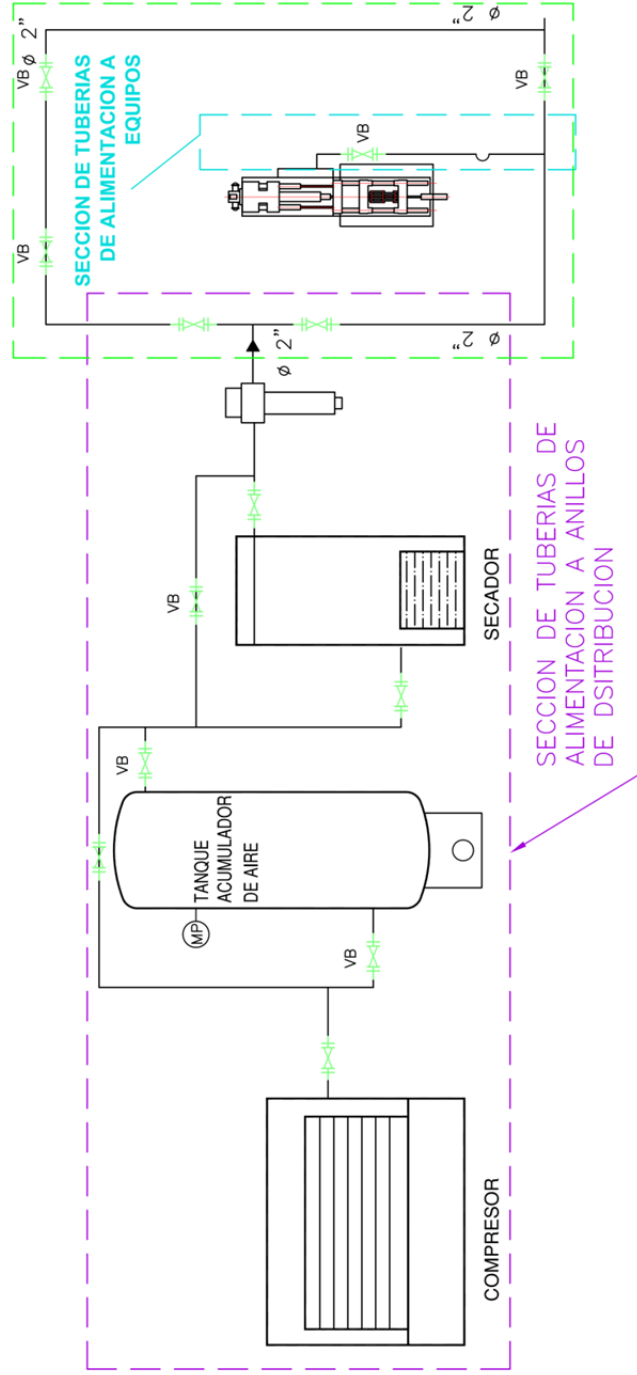 COMPRESOR
MP
TANQUE
ACUMULADOR
DE AIRE
VB
VB
VB
SECADOR
SECCION DE TUBERIAS DE
ALIMENTACION A ANILLOS
DE DSITRIBUCION
ø 2"
ø 2"
VB
VB
ø 2"
ø 2"
VB
VB
SECCION DE TUBERIAS
DE ALIMENTACION A
EQUIPOS